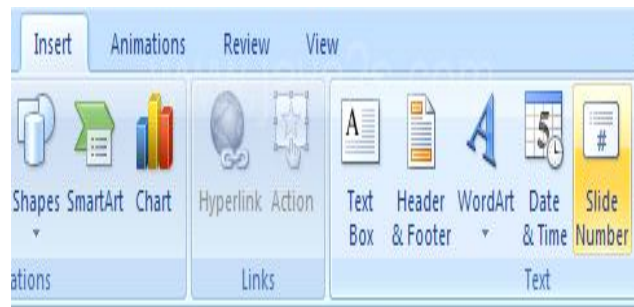 Insert Animations Review View
A 5 #
Shapes SmartArt Chart Hyperlink Action Text Header WordArt Date Slide
Box & Footer & Time Number
ations Links Text